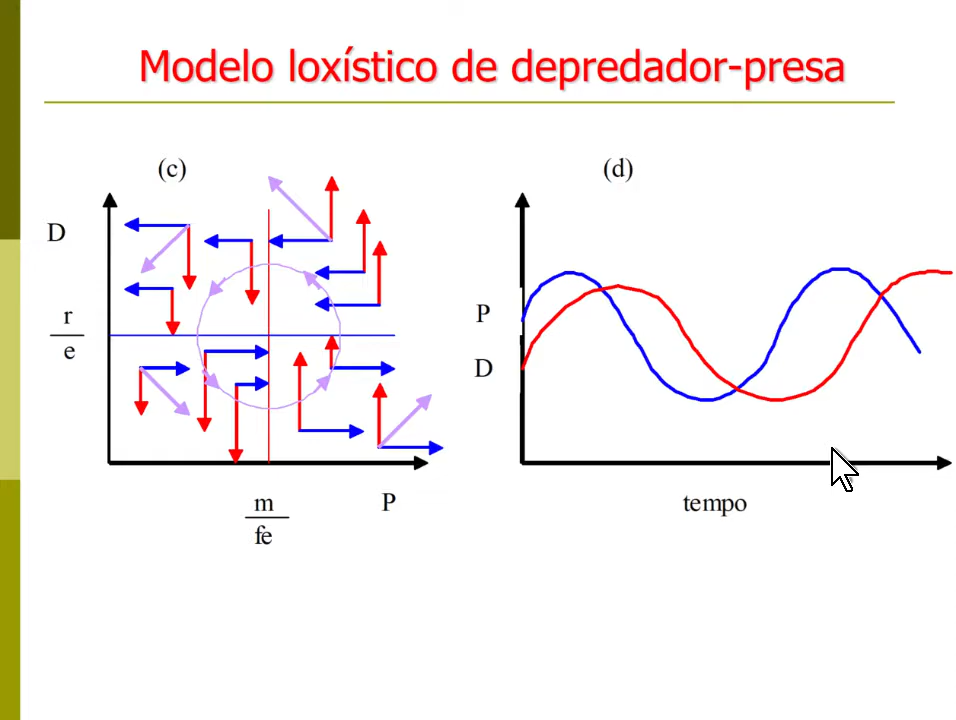 Modelo loxístico de depredador-presa
(c)
D
r
e
m
fe
P
(d)
P
D
tempo